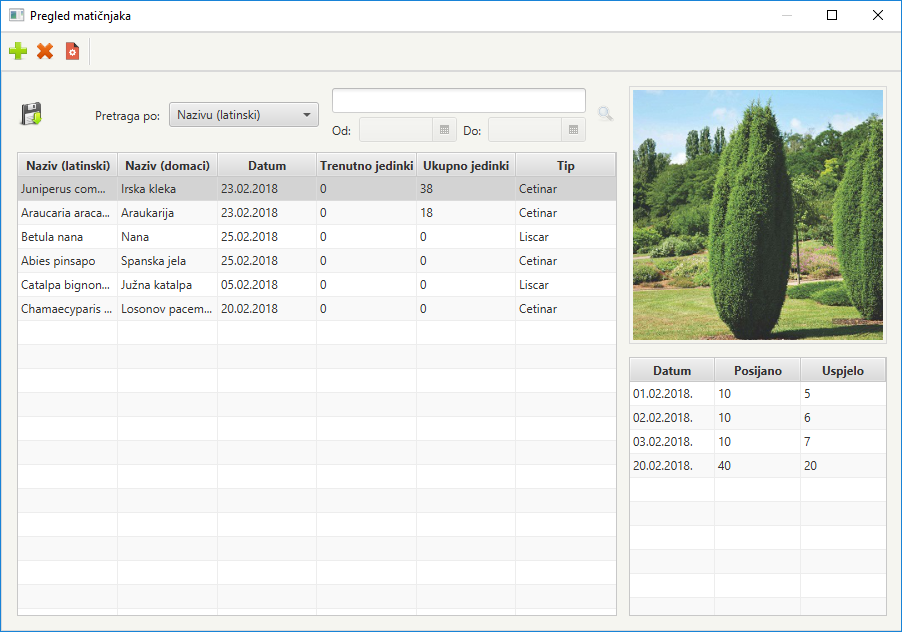 Pregled matičnjaka
Pretraga po: Nazivu (latinski)
Od: Do:
Naziv (latinski) Naziv (domaci) Datum Trenutno jedinki Ukupno jedinki Tip
Juniperus com... Irska kleka 23.02.2018 0 38 Cetinar
Araucaria araca... Araukarija 23.02.2018 0 18 Cetinar
Betula nana Nana 25.02.2018 0 0 Liscar
Abies pinsapo Spanska jela 25.02.2018 0 0 Cetinar
Catalpa bignon... Južna katalpa 05.02.2018 0 0 Liscar
Chamaecyparis ... Losonov pacem... 20.02.2018 0 0 Cetinar
Datum Posijano Uspjelo
01.02.2018. 10 5
02.02.2018. 10 6
03.02.2018. 10 7
20.02.2018. 40 20